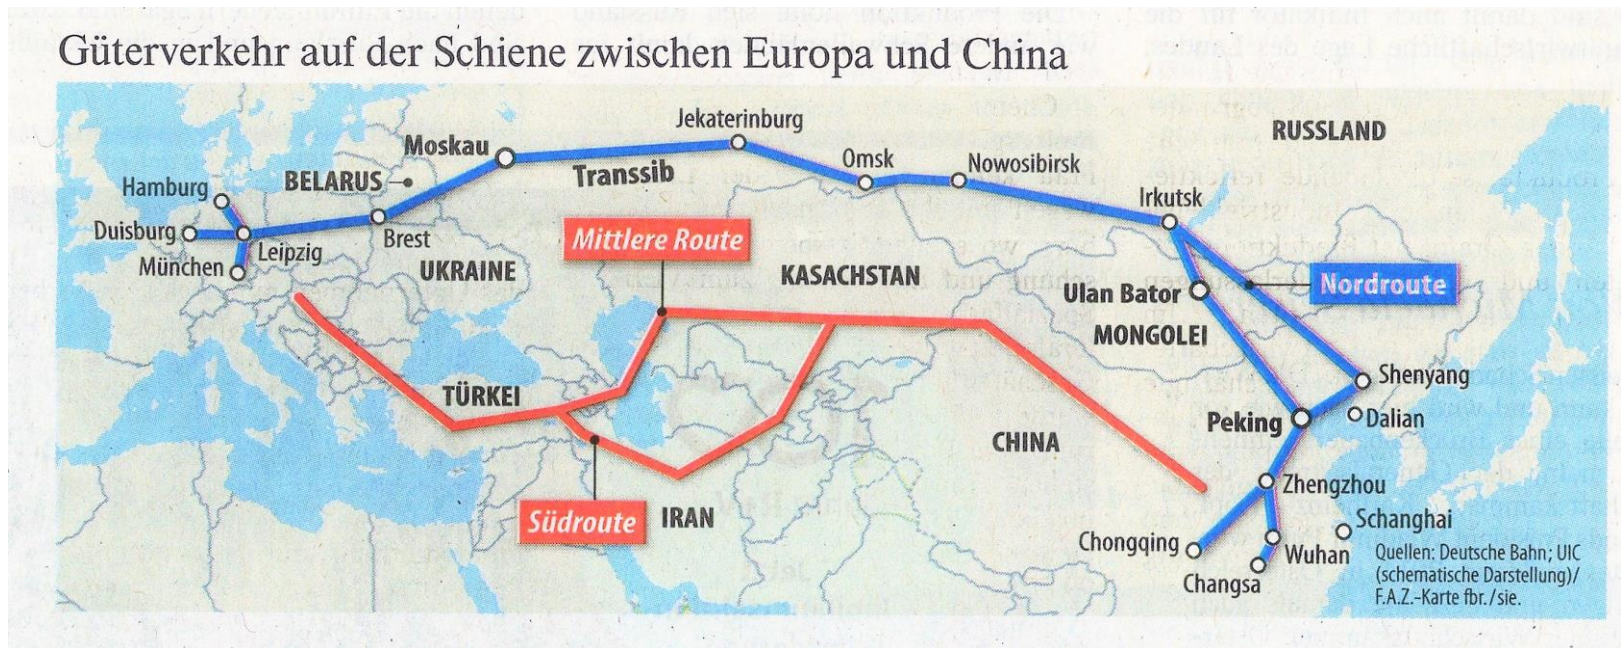 Güterverkehr auf der Schiene zwischen Europa und China
RUSSLAND
Jekaterinburg
Moskau
Omsk
Nowosibirsk
Transsib
Hamburg
BELARUS
Irkutsk
Duisburg
Leipzig
Brest
München
Mittlere Route
UKRAINE
KASACHSTAN
Nordroute
Ulan Bator
MONGOLEI
Shenyang
TÜRKEI
Peking
Dalian
CHINA
Zhengzhou
Südroute
IRAN
Schanghai
Chongqing
Wuhan
Changsa
Quellen: Deutsche Bahn; UIC
(schematische Darstellung)/
F.A.Z.-Karte fbr./sie.